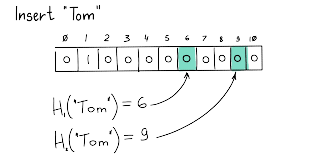 Insert "Tom"
0 1 2 3 4 5 6 7 8 9 10
0 1 0 0 0 0 0 0 0 0 0
H₁("Tom") = 6
H₂("Tom") = 9